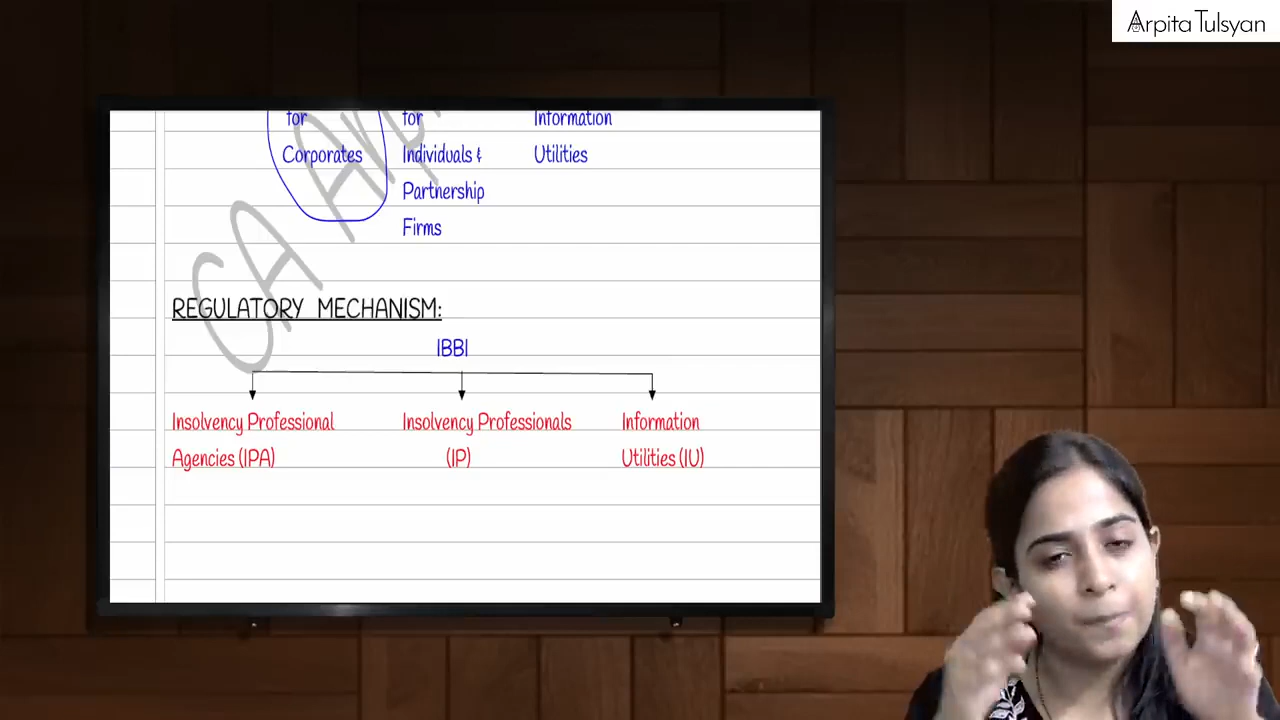 Arpita Tulsyan
for for Information
Corporates Individuals & Utilities
Partnership
Firms
CA
REGULATORY MECHANISM:
IBBI
Insolvency Professional Insolvency Professionals Information
Agencies (IPA) (IP) Utilities (IU)